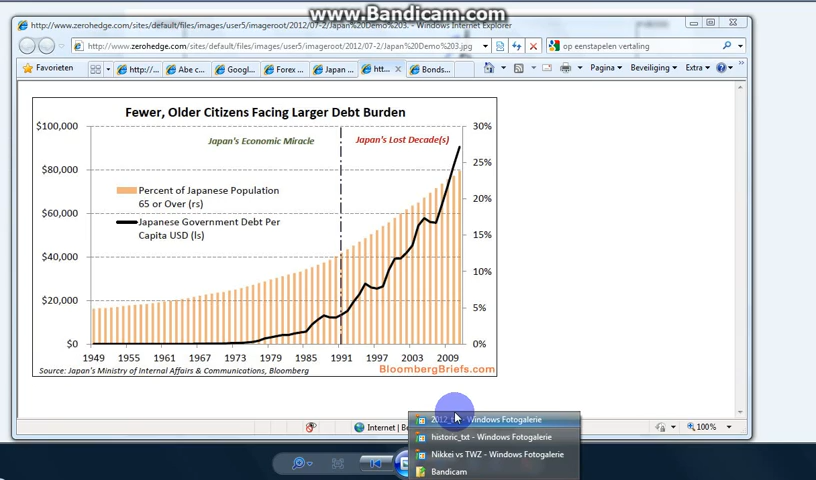 www.Bandicam.com
http://www.zerohedge.com/sites/default/files/images/user5/imageroot/2012/07-2/Japan%20Demo%203. - Windows Internet Explorer
http://www.zerohedge.com/sites/default/files/images/user5/imageroot/2012/07-2/Japan%20Demo%203.jpg
op eenstapelen vertaling
Favorieten
http://...
Abe c...
Googl...
Forex ...
Japan ...
htt...
Bonds...
Pagina
Beveiliging
Extra
Fewer, Older Citizens Facing Larger Debt Burden
$100,000
30%
Japan's Economic Miracle
Japan's Lost Decade(s)
25%
$80,000
Percent of Japanese Population
65 or Over (rs)
20%
$60,000
Japanese Government Debt Per
Capita USD (ls)
15%
$40,000
10%
$20,000
5%
$0
0%
1949 1955 1961 1967 1973 1979 1985 1991 1997 2003 2009
Source: Japan's Ministry of Internal Affairs & Communications, Bloomberg
BloombergBriefs.com
Internet
100%
Windows Fotogalerie
historic_txt - Windows Fotogalerie
Nikkei vs TWZ - Windows Fotogalerie
Bandicam